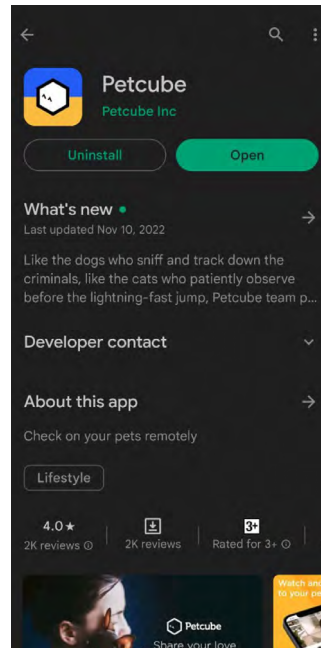 Petcube
Petcube Inc
Uninstall
Open
What's new
Last updated Nov 10, 2022
Like the dogs who sniff and track down the
criminals, like the cats who patiently observe
before the lightning-fast jump, Petcube team p...
Developer contact
About this app
Check on your pets remotely
Lifestyle
4.0★
2K reviews
2K reviews
3+
Rated for 3+
Petcube
Share your love
Watch and
to your pe